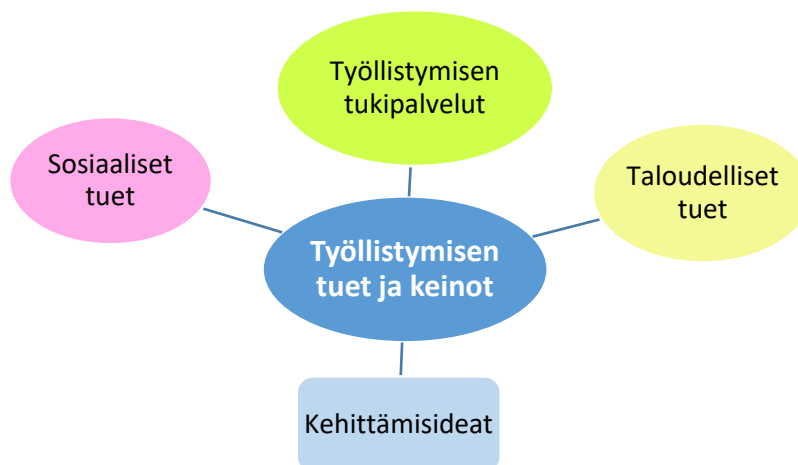 Työllistymisen
tukipalvelut
Sosiaaliset
tuet
Taloudelliset
tuet
Työllistymisen
tuet ja keinot
Kehittämisideat